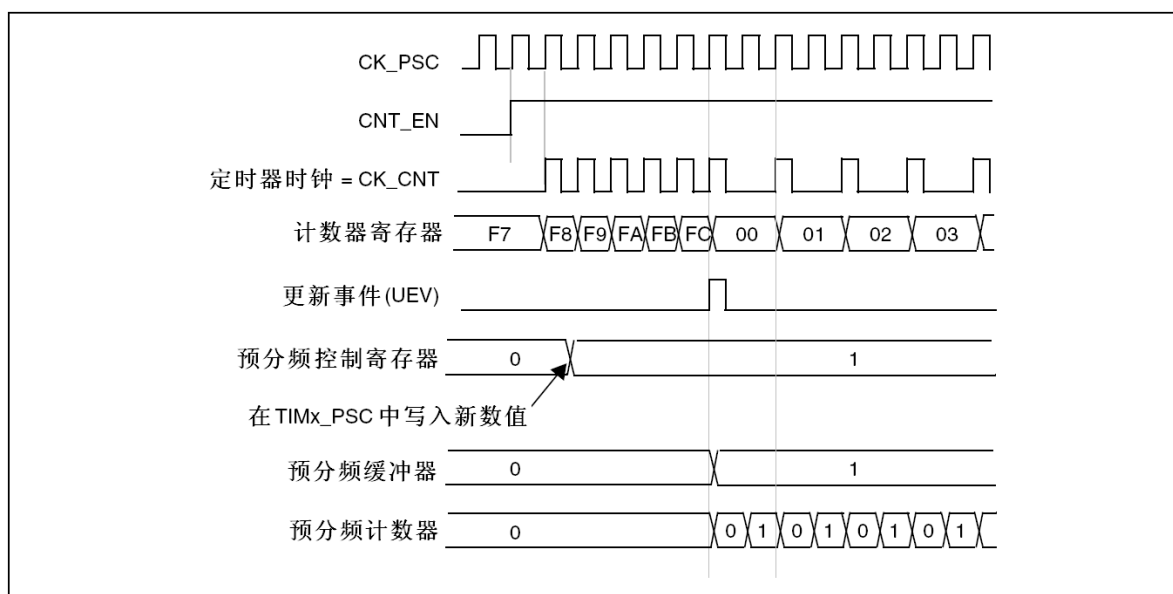 CK_PSC
CNT_EN
定时器时钟 = CK_CNT
计数器寄存器 F7 F8 F9 FA FB FC 00 01 02 03
更新事件(UEV)
预分频控制寄存器 0 1
在TIMx_PSC中写入新数值
预分频缓冲器 0 1
预分频计数器 0 0 1 0 1 0 1 0 1